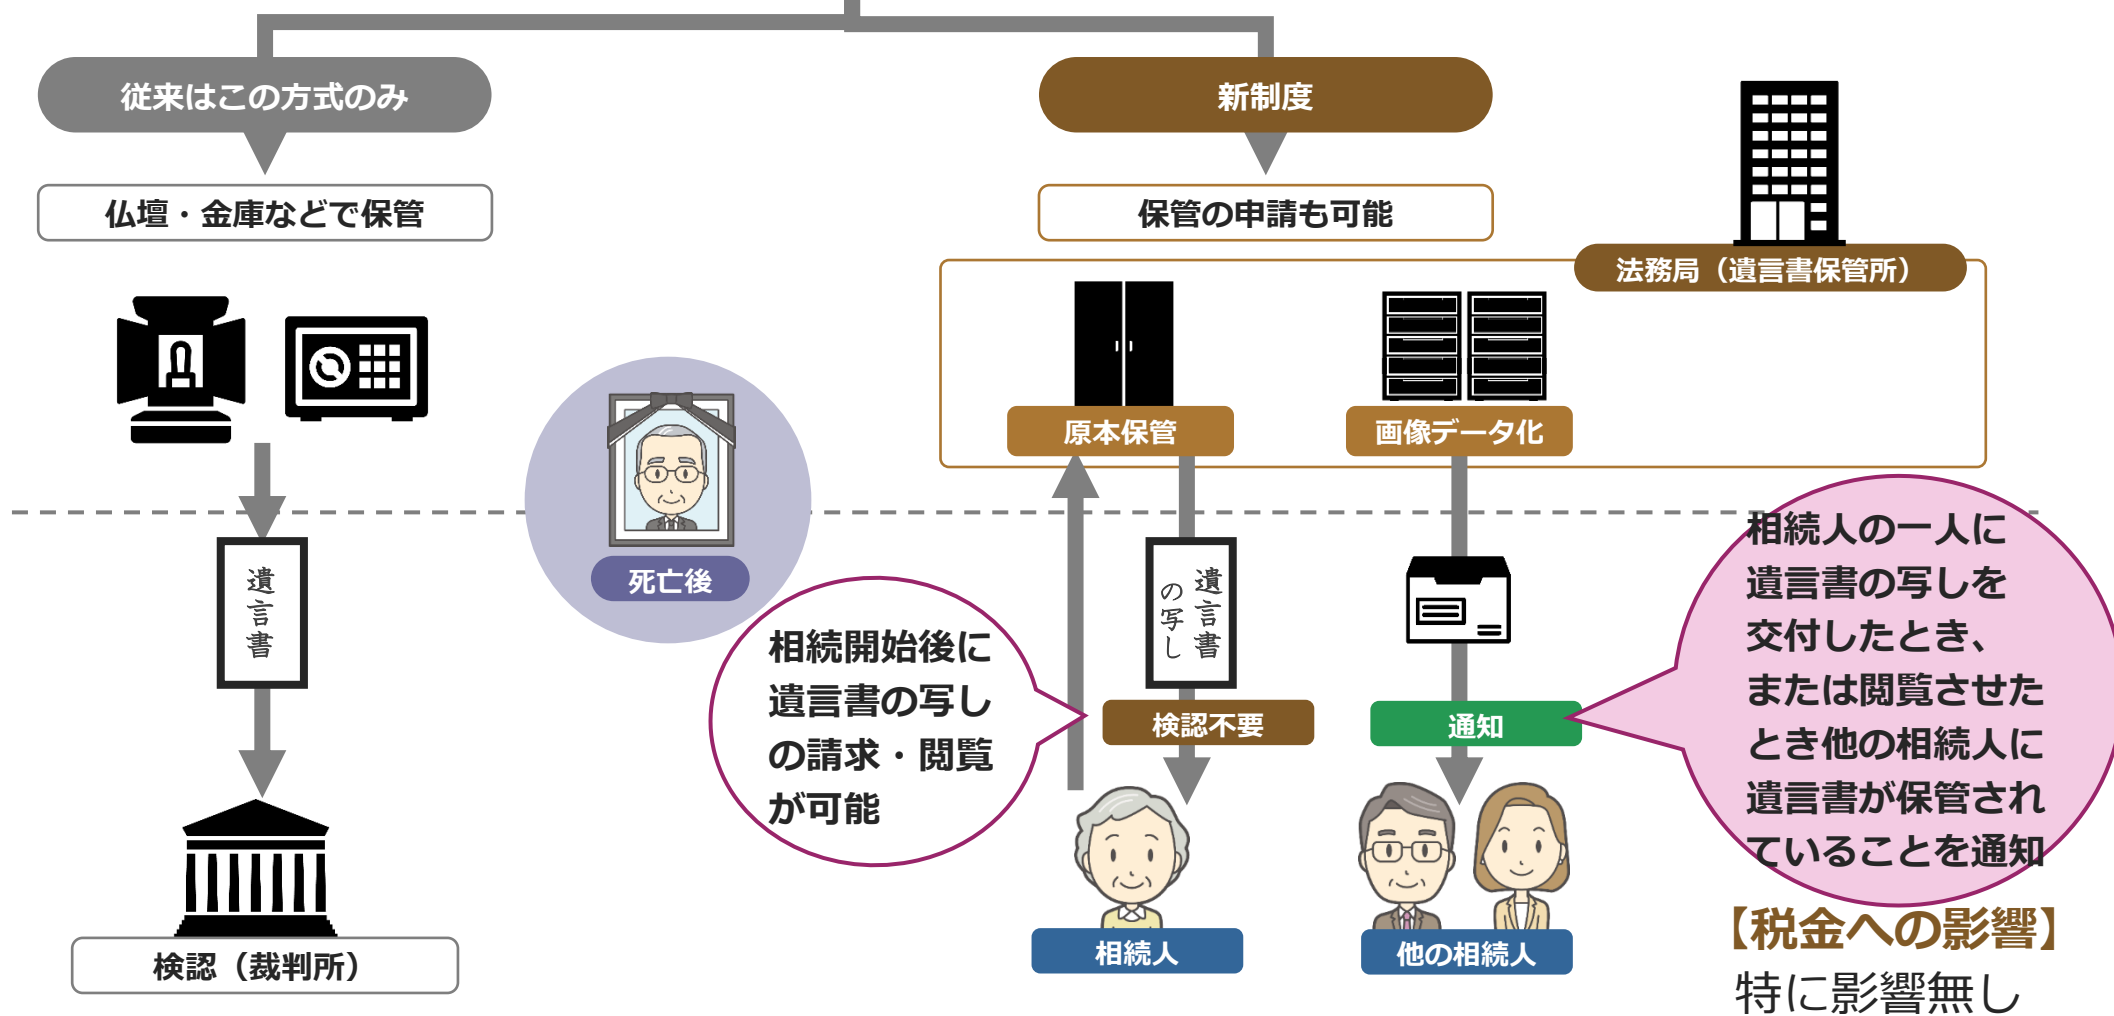 従来はこの方式のみ
仏壇・金庫などで保管
遺言書
検認（裁判所）
死亡後
新制度
保管の申請も可能
法務局（遺言書保管所）
原本保管
画像データ化
相続開始後に
遺言書の写し
の請求・閲覧
が可能
遺言書
の写し
検認不要
相続人
通知
他の相続人
相続人の一人に
遺言書の写しを
交付したとき、
または閲覧させた
とき他の相続人に
遺言書が保管され
ていることを通知
【税金への影響】
特に影響無し